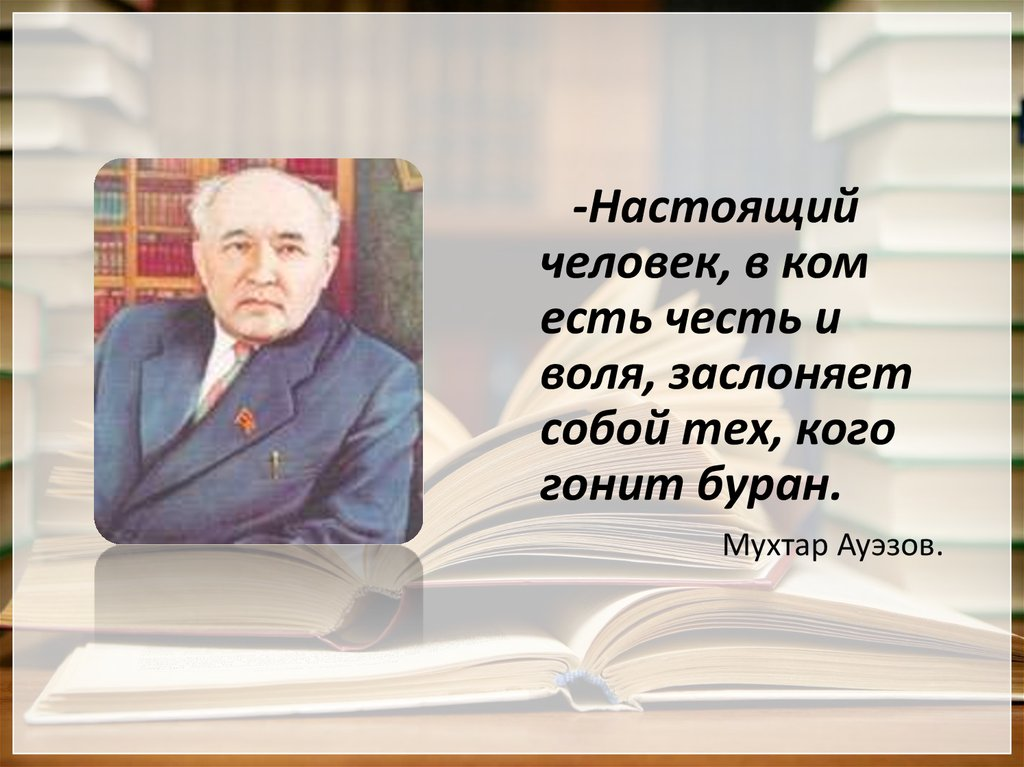 -Настоящий
человек, в ком
есть честь и
воля, заслоняет
собой тех, кого
гонит буран.
Мухтар Ауэзов.